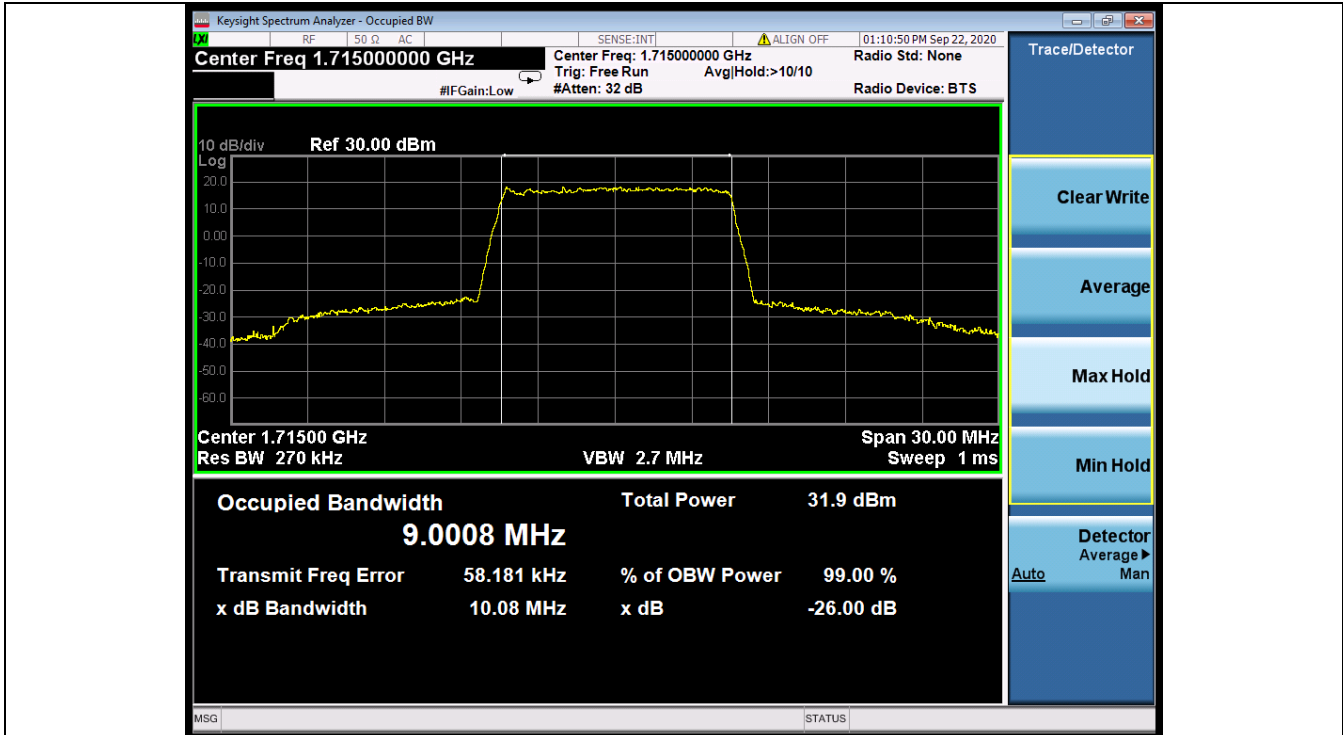 Keysight Spectrum Analyzer - Occupied BW
LXI RF 50 Ω AC SENSE:INT ALIGN OFF 01:10:50 PM Sep 22, 2020
Center Freq 1.715000000 GHz
Center Freq: 1.715000000 GHz
Radio Std: None
Trig: Free Run Avg|Hold:>10/10
#IFGain:Low
#Atten: 32 dB
Radio Device: BTS
Trace/Detector
10 dB/div Ref 30.00 dBm
Log
20.0
10.0
0.00
-10.0
-20.0
-30.0
-40.0
-50.0
-60.0
Center 1.71500 GHz Span 30.00 MHz
Res BW 270 kHz VBW 2.7 MHz Sweep 1 ms
Occupied Bandwidth Total Power 31.9 dBm
9.0008 MHz
Transmit Freq Error 58.181 kHz % of OBW Power 99.00 %
x dB Bandwidth 10.08 MHz x dB -26.00 dB
Clear Write
Average
Max Hold
Min Hold
Detector
Average
Auto Man
MSG STATUS